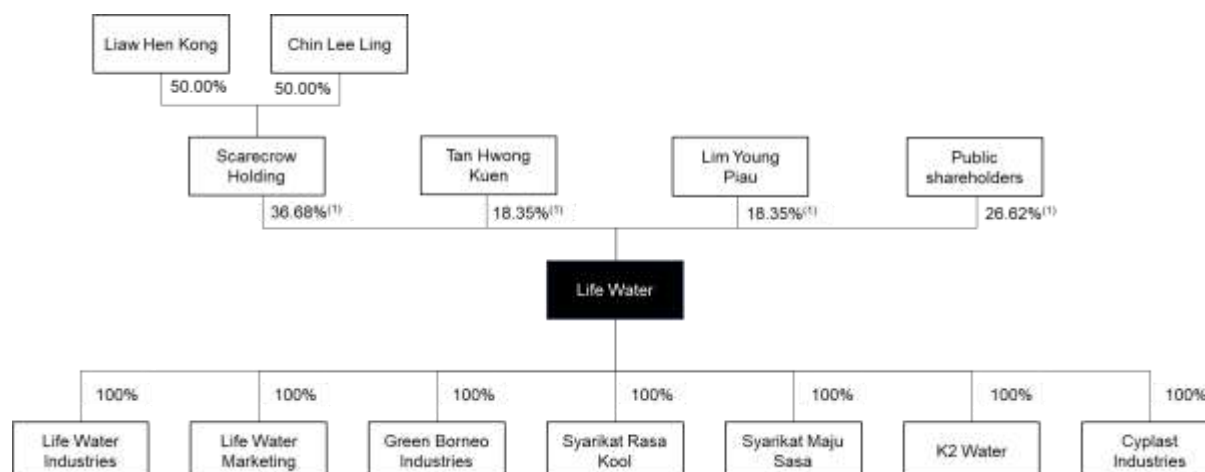 Liaw Hen Kong
Chin Lee Ling
50.00%
50.00%
Scarecrow
Holding
Tan Hwong
Kuen
Lim Young
Piau
Public
shareholders
36.68%(1)
18.35%(1)
18.35%(1)
26.62%(1)
Life Water
100%
100%
100%
100%
100%
100%
100%
Life Water
Industries
Life Water
Marketing
Green Borneo
Industries
Syarikat Rasa
Kool
Syarikat Maju
Sasa
K2 Water
Cyplast
Industries